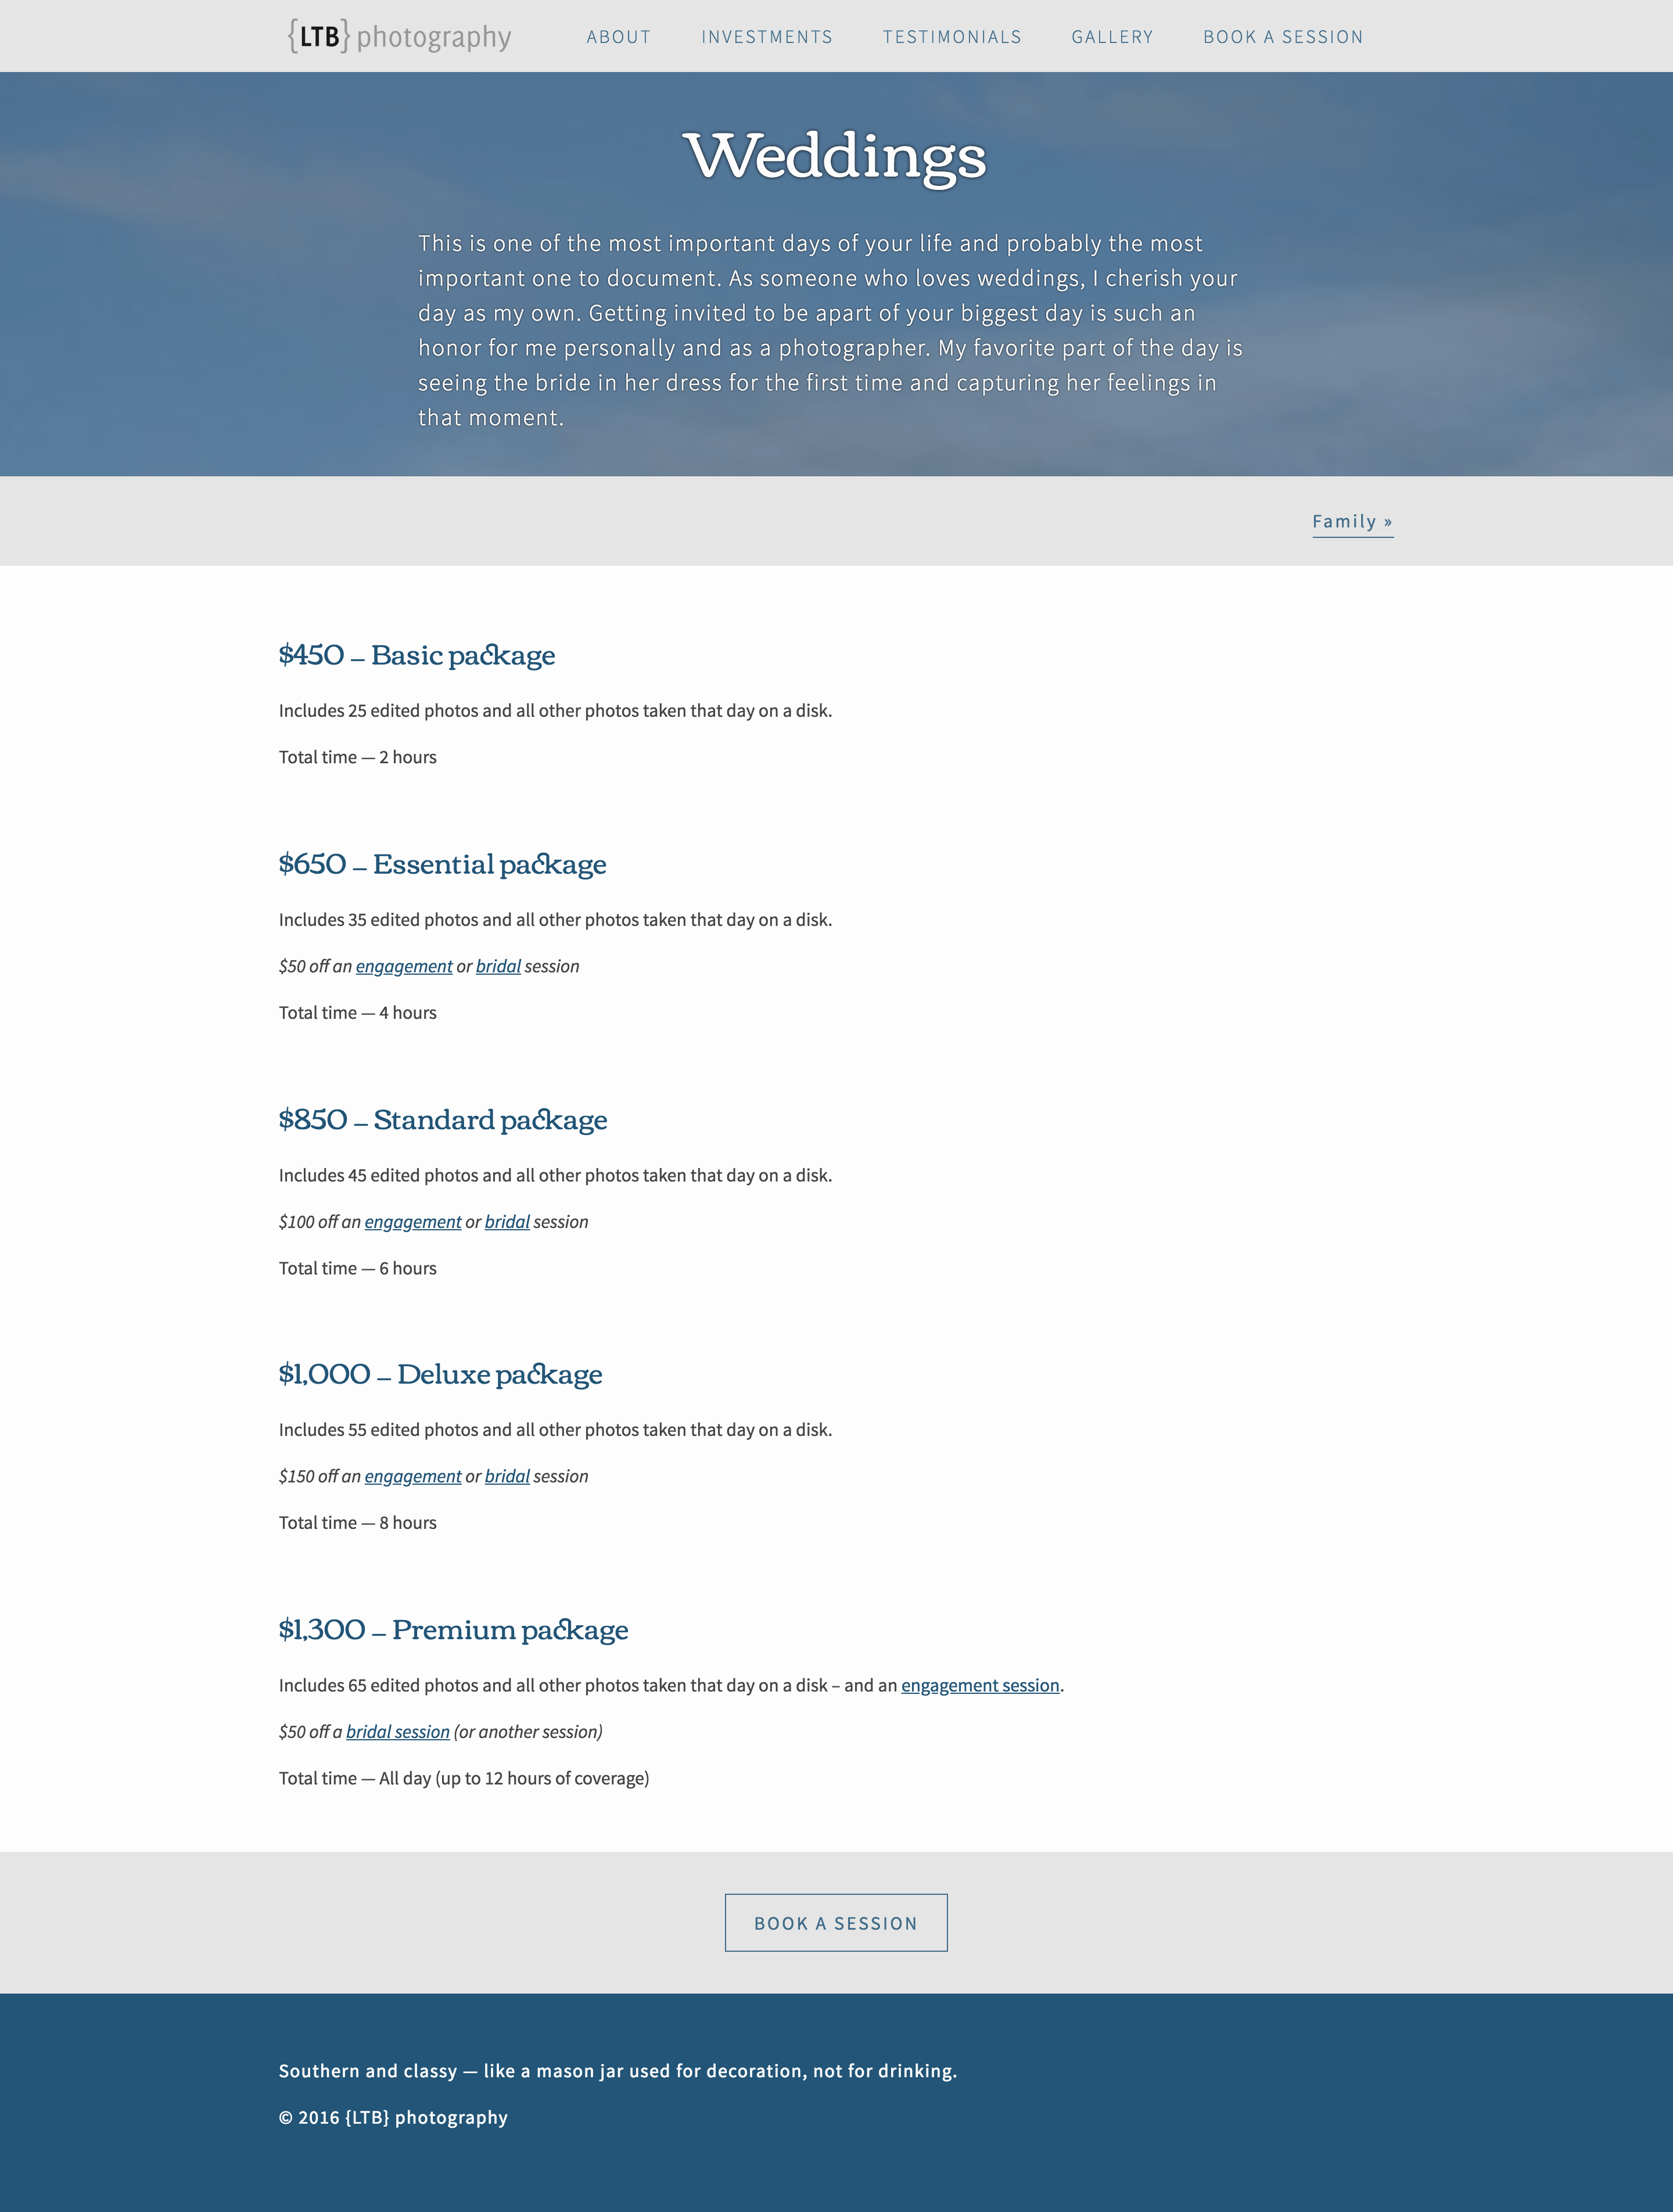 {LTB} photography
ABOUT
INVESTMENTS
TESTIMONIALS
GALLERY
BOOK A SESSION
Weddings
This is one of the most important days of your life and probably the most
important one to document. As someone who loves weddings, I cherish your
day as my own. Getting invited to be apart of your biggest day is such an
honor for me personally and as a photographer. My favorite part of the day is
seeing the bride in her dress for the first time and capturing her feelings in
that moment.
Family »
$450 – Basic package
Includes 25 edited photos and all other photos taken that day on a disk.
Total time — 2 hours
$650 – Essential package
Includes 35 edited photos and all other photos taken that day on a disk.
$50 off an engagement or bridal session
Total time — 4 hours
$850 – Standard package
Includes 45 edited photos and all other photos taken that day on a disk.
$100 off an engagement or bridal session
Total time — 6 hours
$1,000 – Deluxe package
Includes 55 edited photos and all other photos taken that day on a disk.
$150 off an engagement or bridal session
Total time — 8 hours
$1,300 – Premium package
Includes 65 edited photos and all other photos taken that day on a disk – and an engagement session.
$50 off a bridal session (or another session)
Total time — All day (up to 12 hours of coverage)
BOOK A SESSION
Southern and classy — like a mason jar used for decoration, not for drinking.
© 2016 {LTB} photography